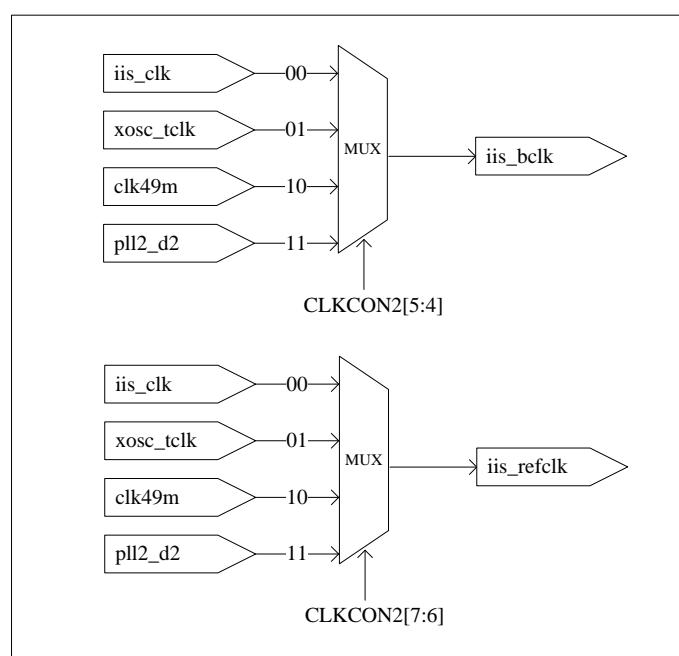 iis_clk 00
xosc_tclk 01
MUX iis_bclk
clk49m 10
pll2_d2 11
CLKCON2[5:4]
iis_clk 00
xosc_tclk 01
MUX iis_refclk
clk49m 10
pll2_d2 11
CLKCON2[7:6]